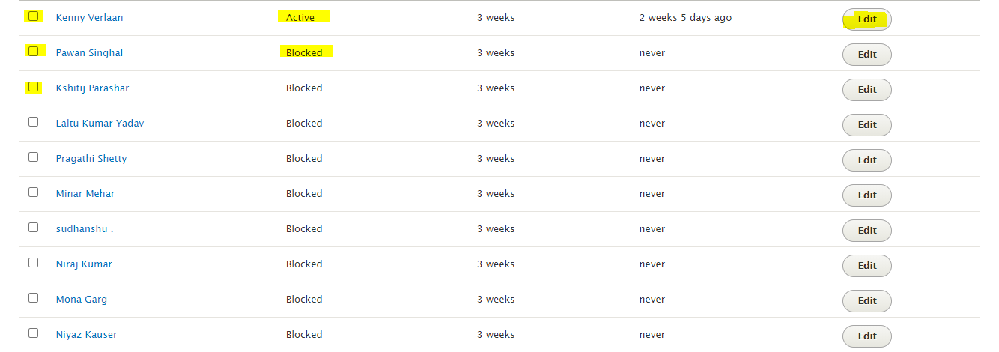 Kenny Verlaan Active 3 weeks 2 weeks 5 days ago Edit
Pawan Singhal Blocked 3 weeks never Edit
Kshitij Parashar Blocked 3 weeks never Edit
Laltu Kumar Yadav Blocked 3 weeks never Edit
Pragathi Shetty Blocked 3 weeks never Edit
Minar Mehar Blocked 3 weeks never Edit
sudhanshu . Blocked 3 weeks never Edit
Niraj Kumar Blocked 3 weeks never Edit
Mona Garg Blocked 3 weeks never Edit
Niyaz Kauser Blocked 3 weeks never Edit